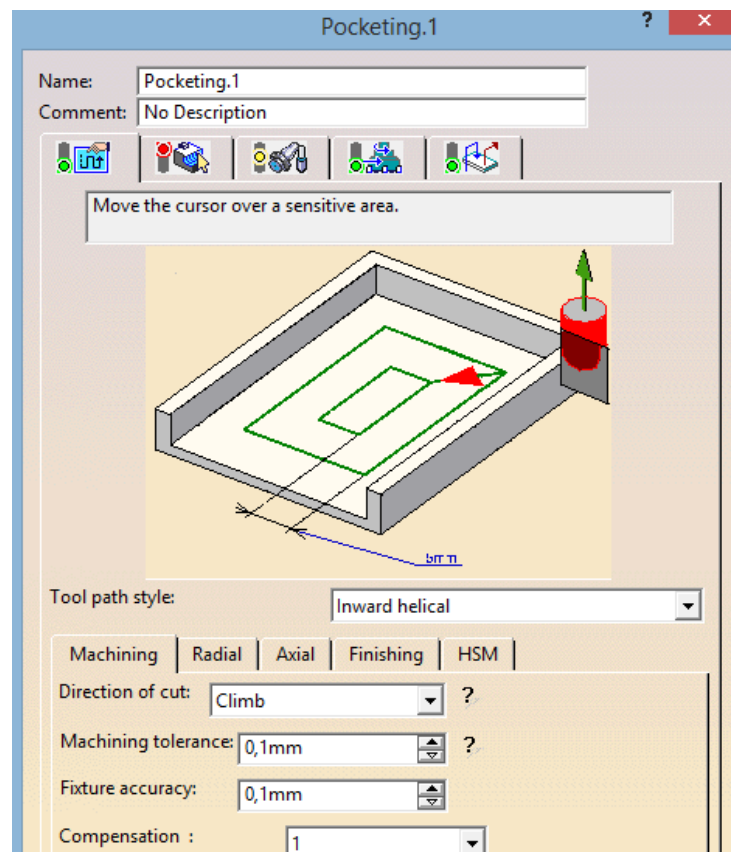 Pocketing.1 ? ×
Name: Pocketing.1
Comment: No Description
Move the cursor over a sensitive area.
5mm
Tool path style: Inward helical
Machining Radial Axial Finishing HSM
Direction of cut: Climb ?
Machining tolerance: 0,1mm ?
Fixture accuracy: 0,1mm
Compensation : 1